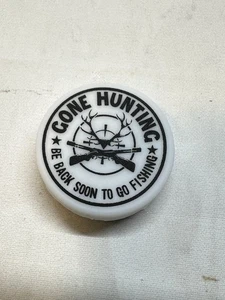 GONE HUNTING
★ BE BACK SOON TO GO FISHING ★